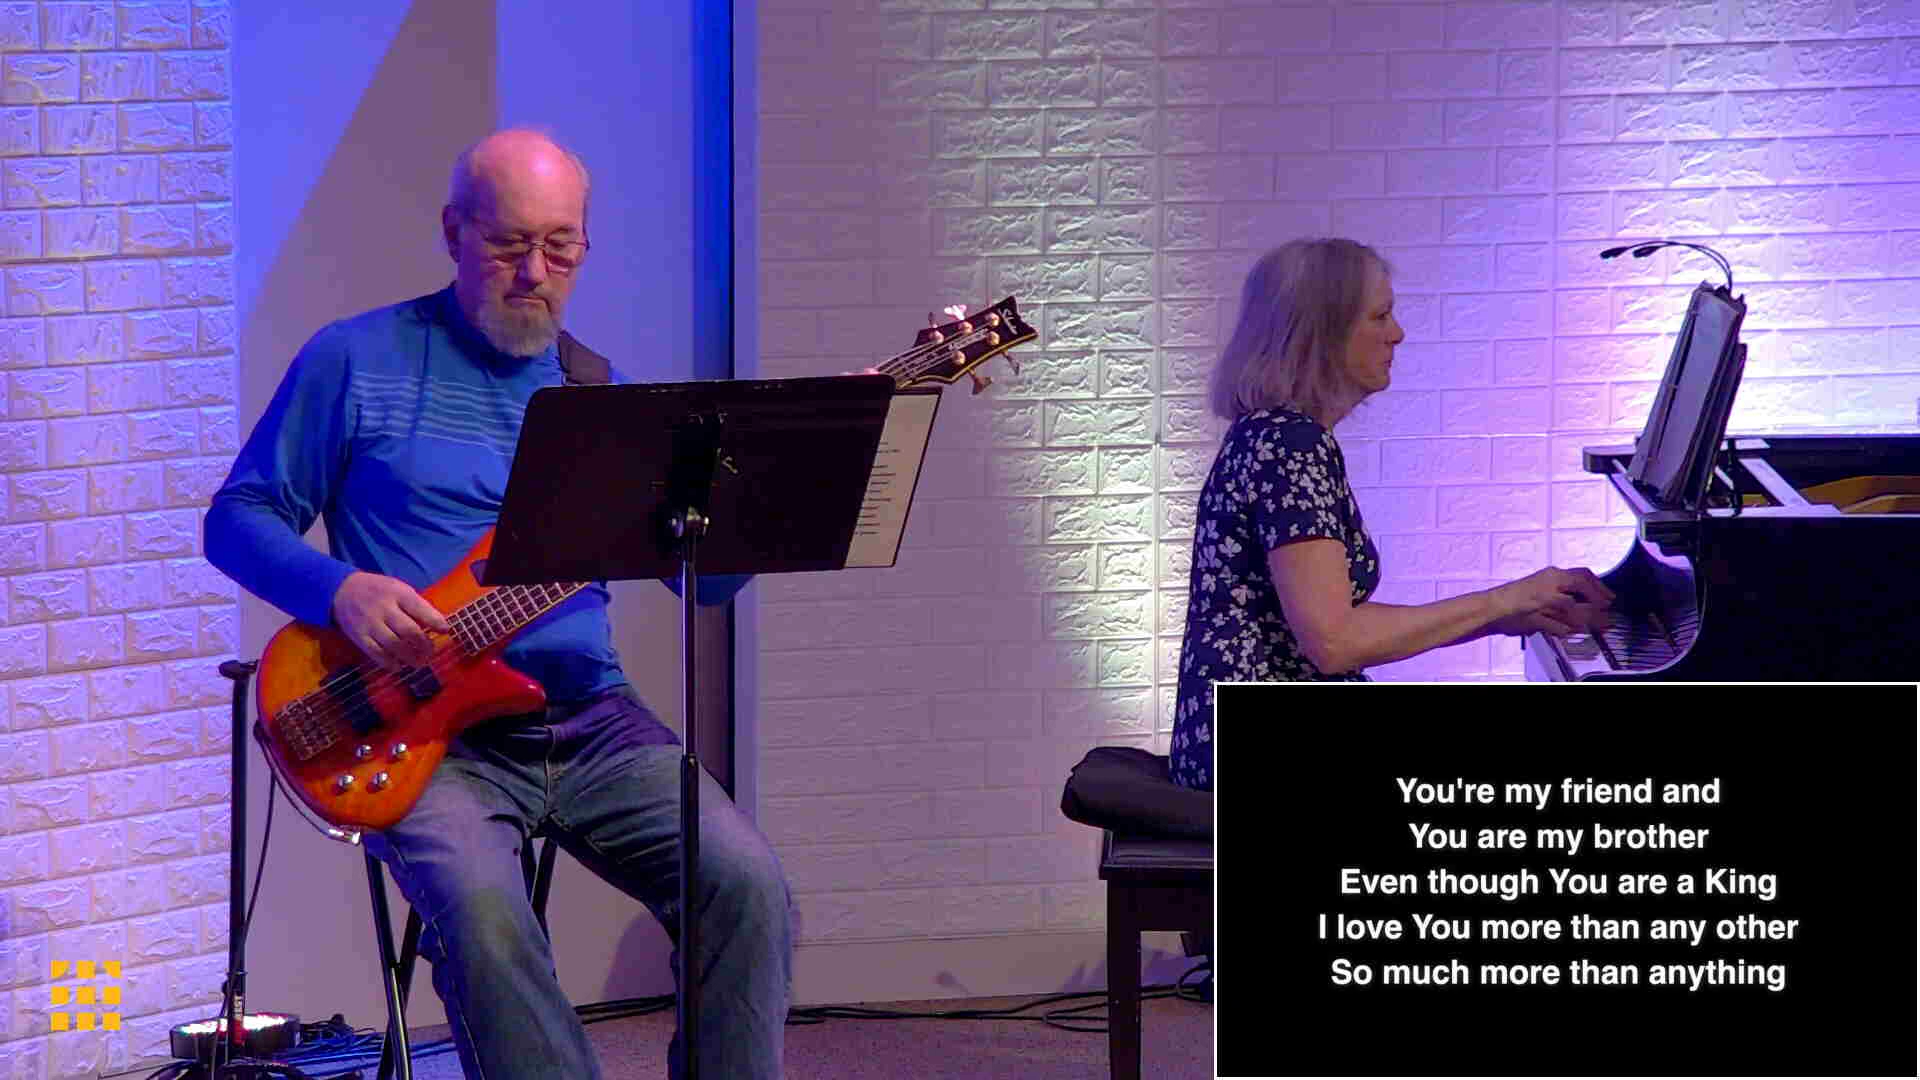 Schecter
You're my friend and
You are my brother
Even though You are a King
I love You more than any other
So much more than anything